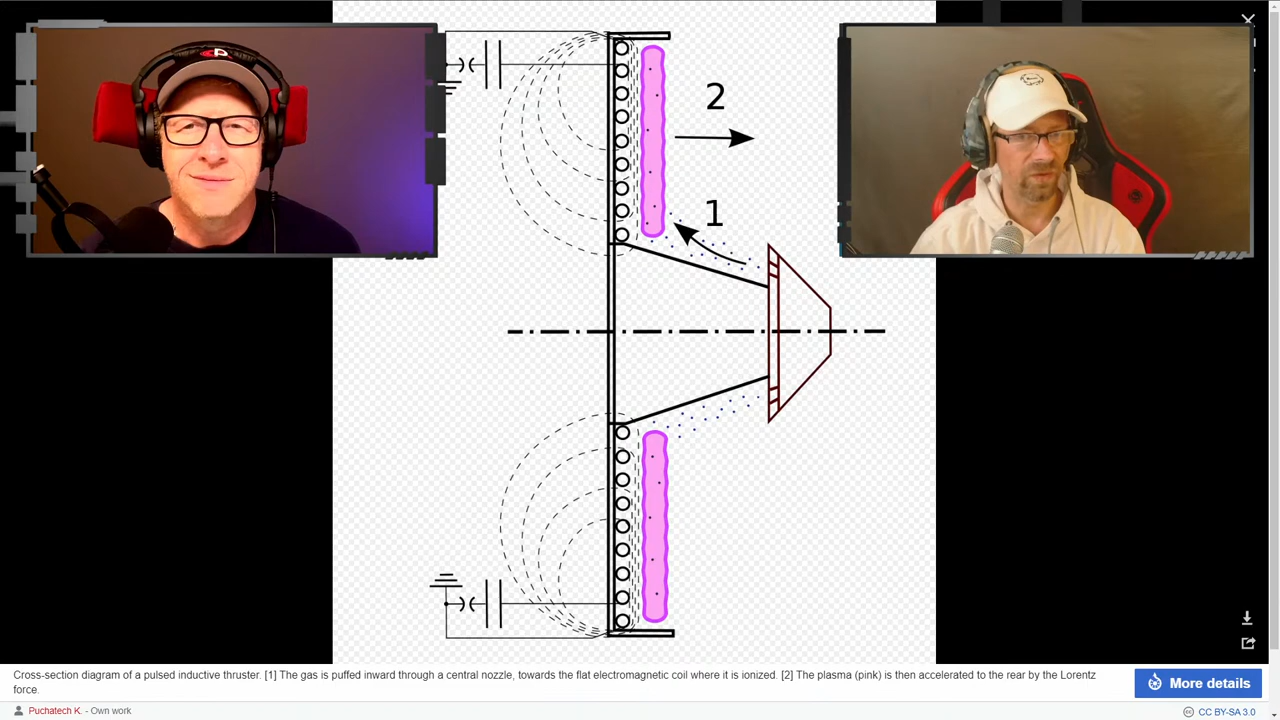 2
1
Cross-section diagram of a pulsed inductive thruster. [1] The gas is puffed inward through a central nozzle, towards the flat electromagnetic coil where it is ionized. [2] The plasma (pink) is then accelerated to the rear by the Lorentz
force.
More details
Puchatech K. - Own work
CC BY-SA 3.0